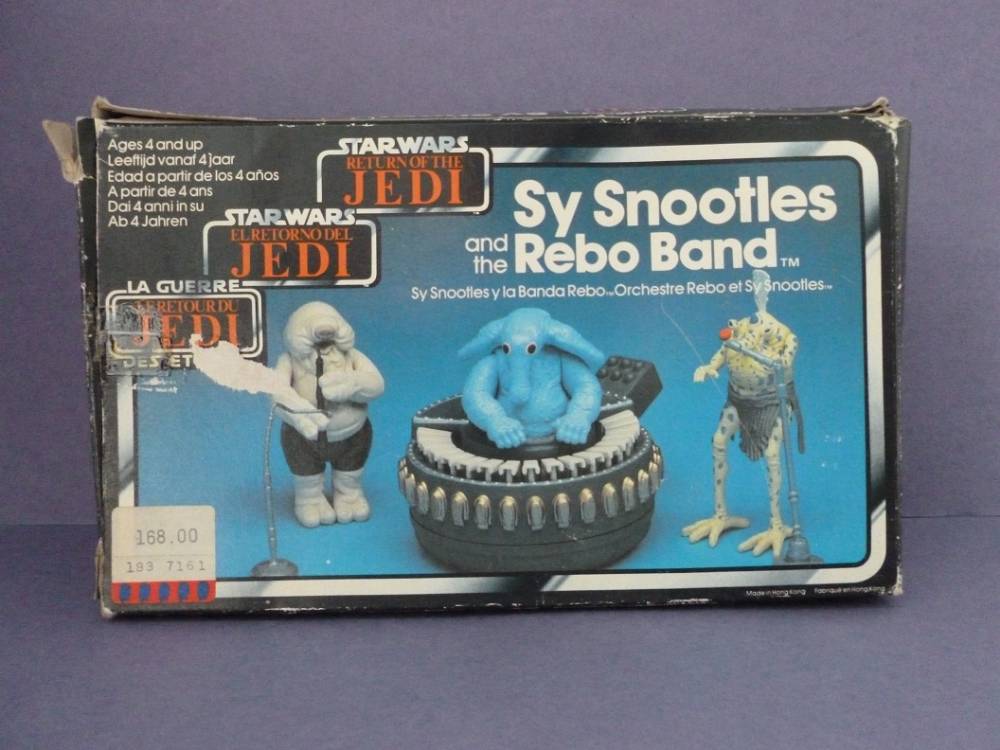 Ages 4 and up
Leeftijd vanaf 4 jaar
Edad a partir de los 4 años
A partir de 4 ans
Dai 4 anni in su
Ab 4 Jahren
STAR WARS
RETURN OF THE
JEDI
STAR WARS
EL RETORNO DEL
JEDI
LA GUERRE
LE RETOUR DU
JEDI
DES ET
Sy Snootles
and the Rebo Band™
Sy Snootles y la Banda Rebo™ Orchestre Rebo et Sy Snootles™
168.00
193 7161
Made in Hong Kong Fabriqué en Hong Kong